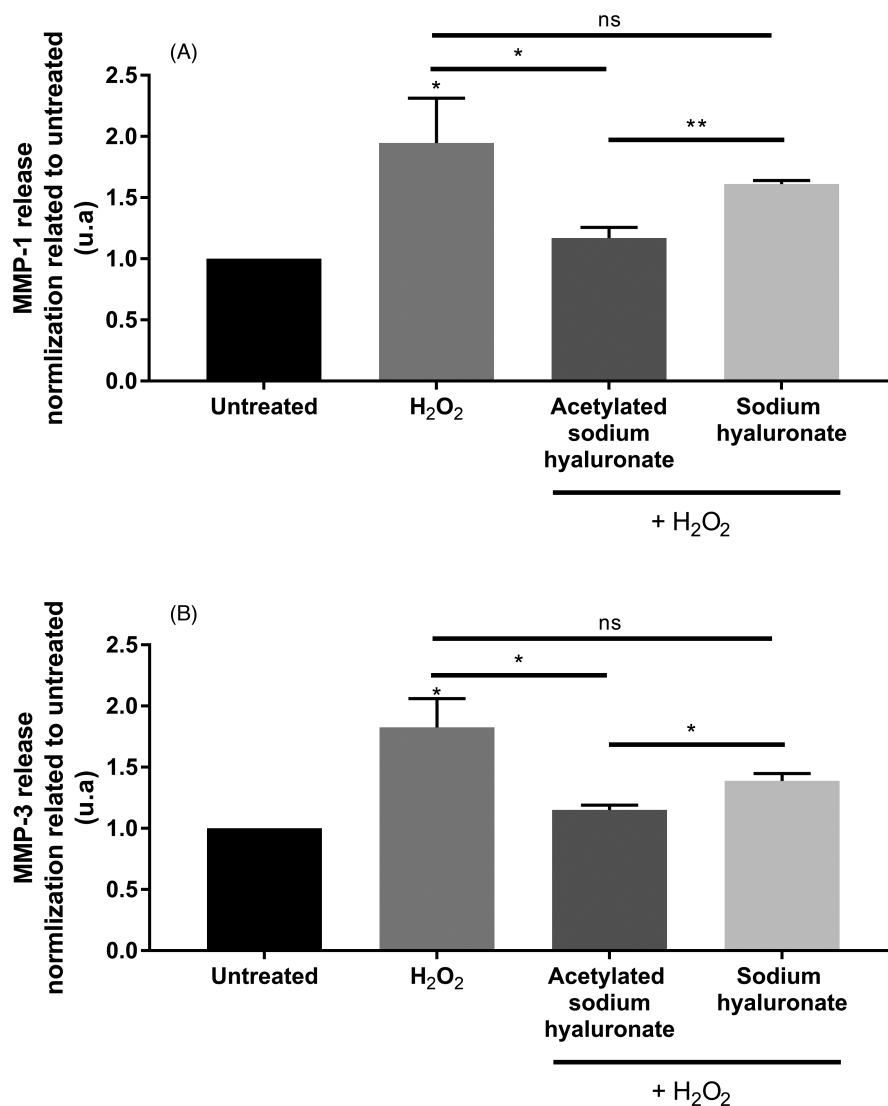 (A)
ns
*
*
**
MMP-1 release
normlization related to untreated
(u.a)
2.5
2.0
1.5
1.0
0.5
0.0
Untreated
H₂O₂
Acetylated
sodium
hyaluronate
Sodium
hyaluronate
+ H₂O₂
(B)
ns
*
*
*
MMP-3 release
normlization related to untreated
(u.a)
2.5
2.0
1.5
1.0
0.5
0.0
Untreated
H₂O₂
Acetylated
sodium
hyaluronate
Sodium
hyaluronate
+ H₂O₂